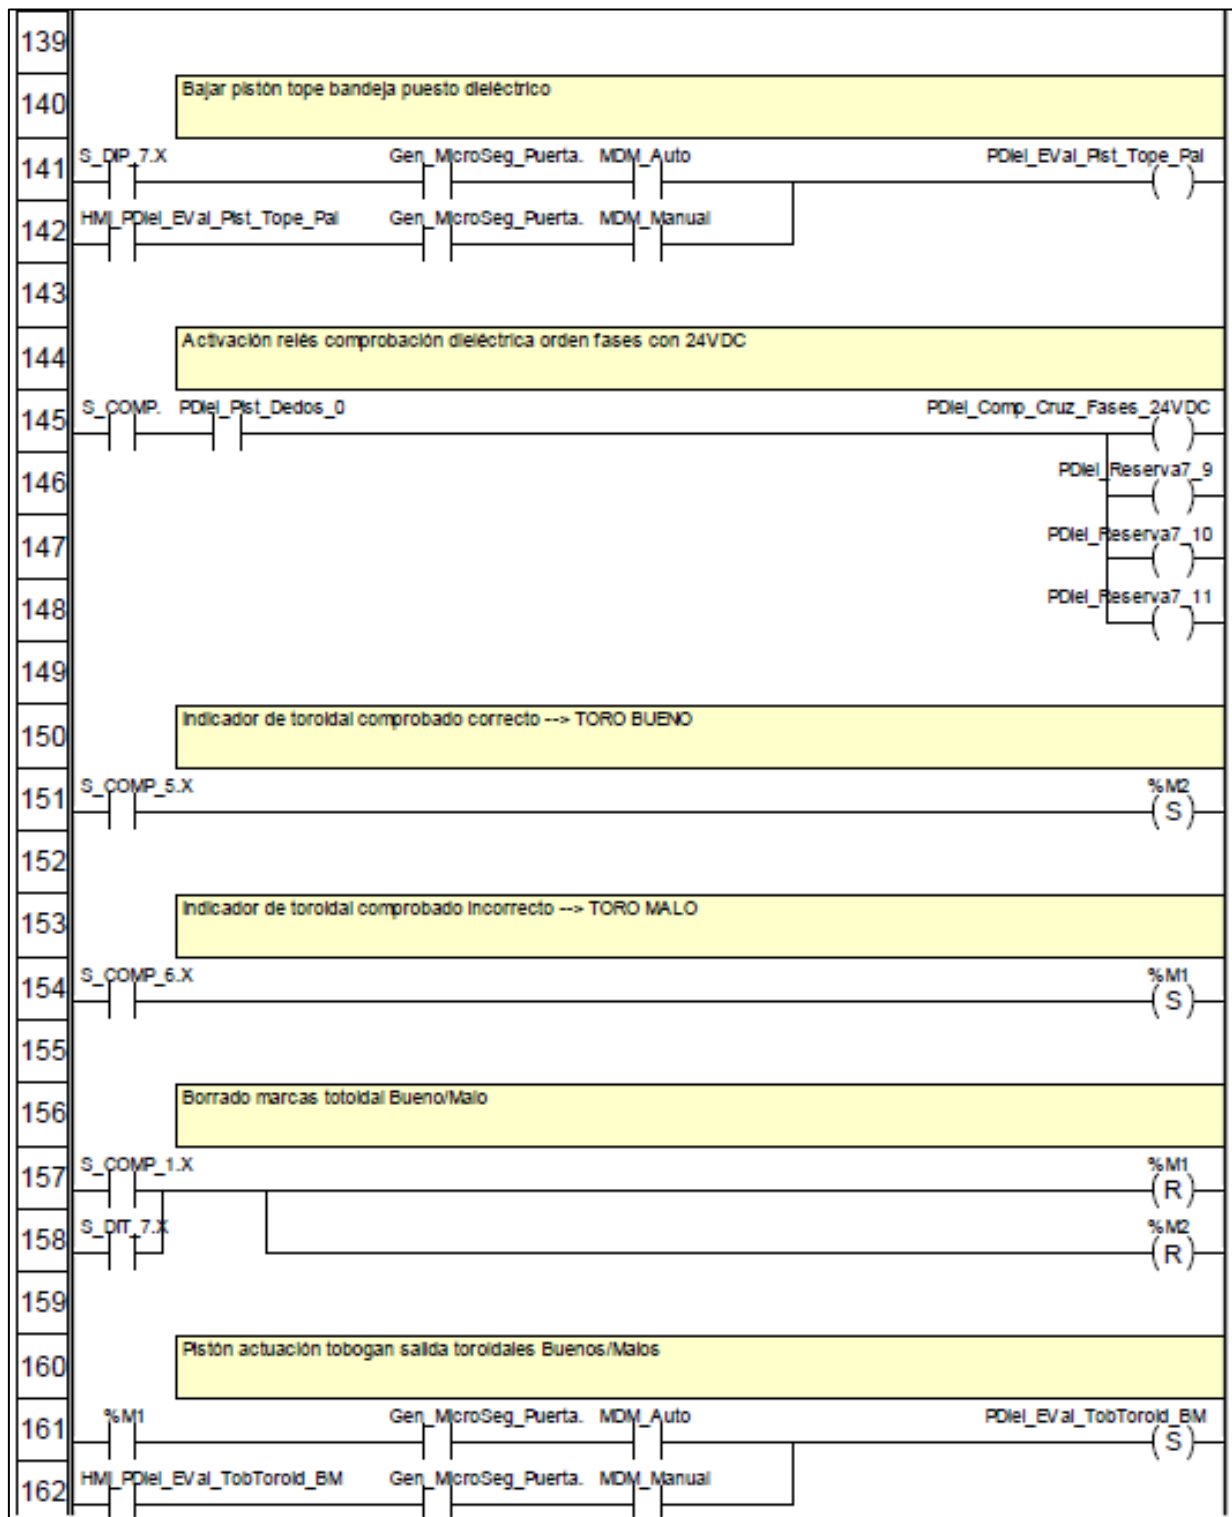 139
140
Bajar pistón tope bandeja puesto dieléctrico
141
S_DIP_7.X Gen_MicroSeg_Puerta. MDM_Auto PDiel_EVal_Pist_Tope_Pal
142
HMI_PDiel_EVal_Pist_Tope_Pal Gen_MicroSeg_Puerta. MDM_Manual
143
144
Activación relés comprobación dieléctrica orden fases con 24VDC
145
S_COMP. PDiel_Pist_Dedos_0 PDiel_Comp_Cruz_Fases_24VDC
146
PDiel_Reserva7_9
147
PDiel_Reserva7_10
148
PDiel_Reserva7_11
149
150
Indicador de toroidal comprobado correcto --> TORO BUENO
151
S_COMP_5.X %M2
S
152
153
Indicador de toroidal comprobado incorrecto --> TORO MALO
154
S_COMP_6.X %M1
S
155
156
Borrado marcas totoidal Bueno/Malo
157
S_COMP_1.X %M1
R
158
S_DIT_7.X %M2
R
159
160
Pistón actuación tobogan salida toroidales Buenos/Malos
161
%M1 Gen_MicroSeg_Puerta. MDM_Auto PDiel_EVal_TobToroid_BM
S
162
HMI_PDiel_EVal_TobToroid_BM Gen_MicroSeg_Puerta. MDM_Manual